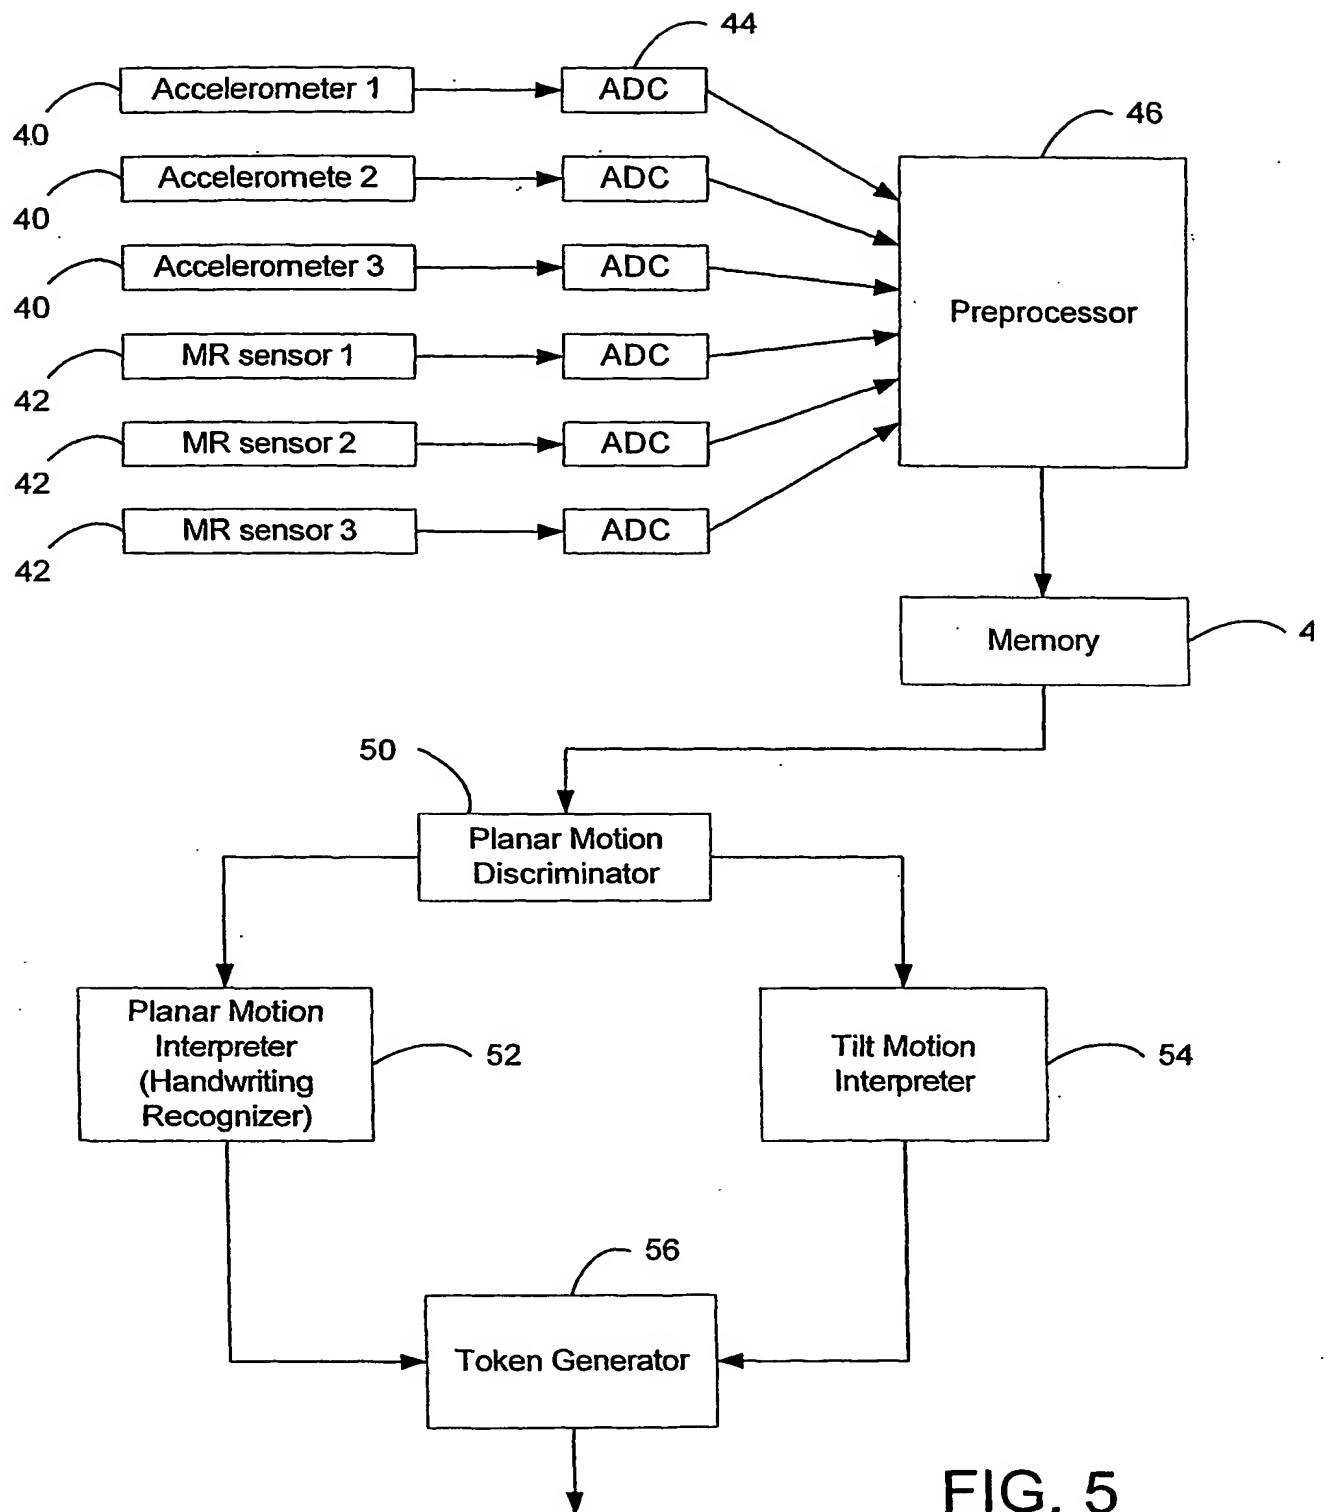 44
Accelerometer 1
ADC
40
46
Acceleromete 2
ADC
40
Accelerometer 3
ADC
40
Preprocessor
MR sensor 1
ADC
42
MR sensor 2
ADC
42
MR sensor 3
ADC
42
Memory
4
50
Planar Motion
Discriminator
Planar Motion
Interpreter
(Handwriting
Recognizer)
52
Tilt Motion
Interpreter
54
56
Token Generator
FIG. 5